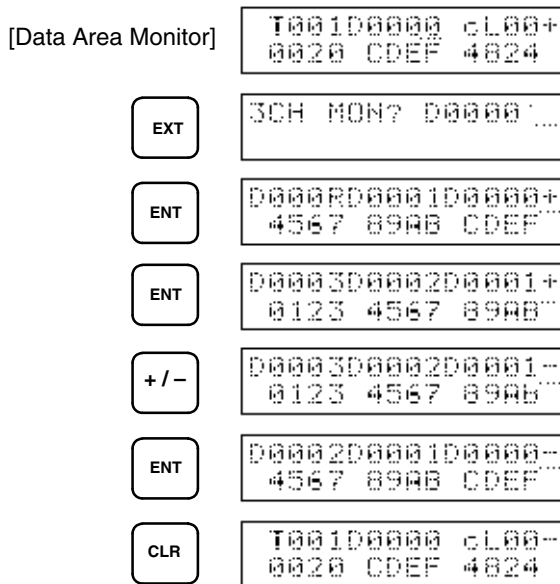 [Data Area Monitor]
T001D0000 cL00+
0020 CDEF 4824
EXT
3CH MON? D0000
ENT
D000RD0001D0000+
4567 89AB CDEF
ENT
D0003D0002D0001+
0123 4567 89AB
+ / –
D0003D0002D0001-
0123 4567 89AB
ENT
D0002D0001D0000-
4567 89AB CDEF
CLR
T001D0000 cL00-
0020 CDEF 4824